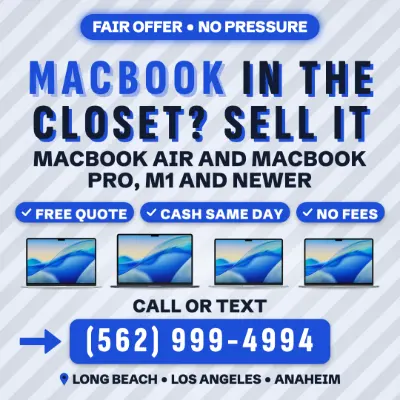 FAIR OFFER • NO PRESSURE
MACBOOK IN THE
CLOSET? SELL IT
MACBOOK AIR AND MACBOOK
PRO, M1 AND NEWER
FREE QUOTE
CASH SAME DAY
NO FEES
CALL OR TEXT
(562) 999-4994
LONG BEACH • LOS ANGELES • ANAHEIM